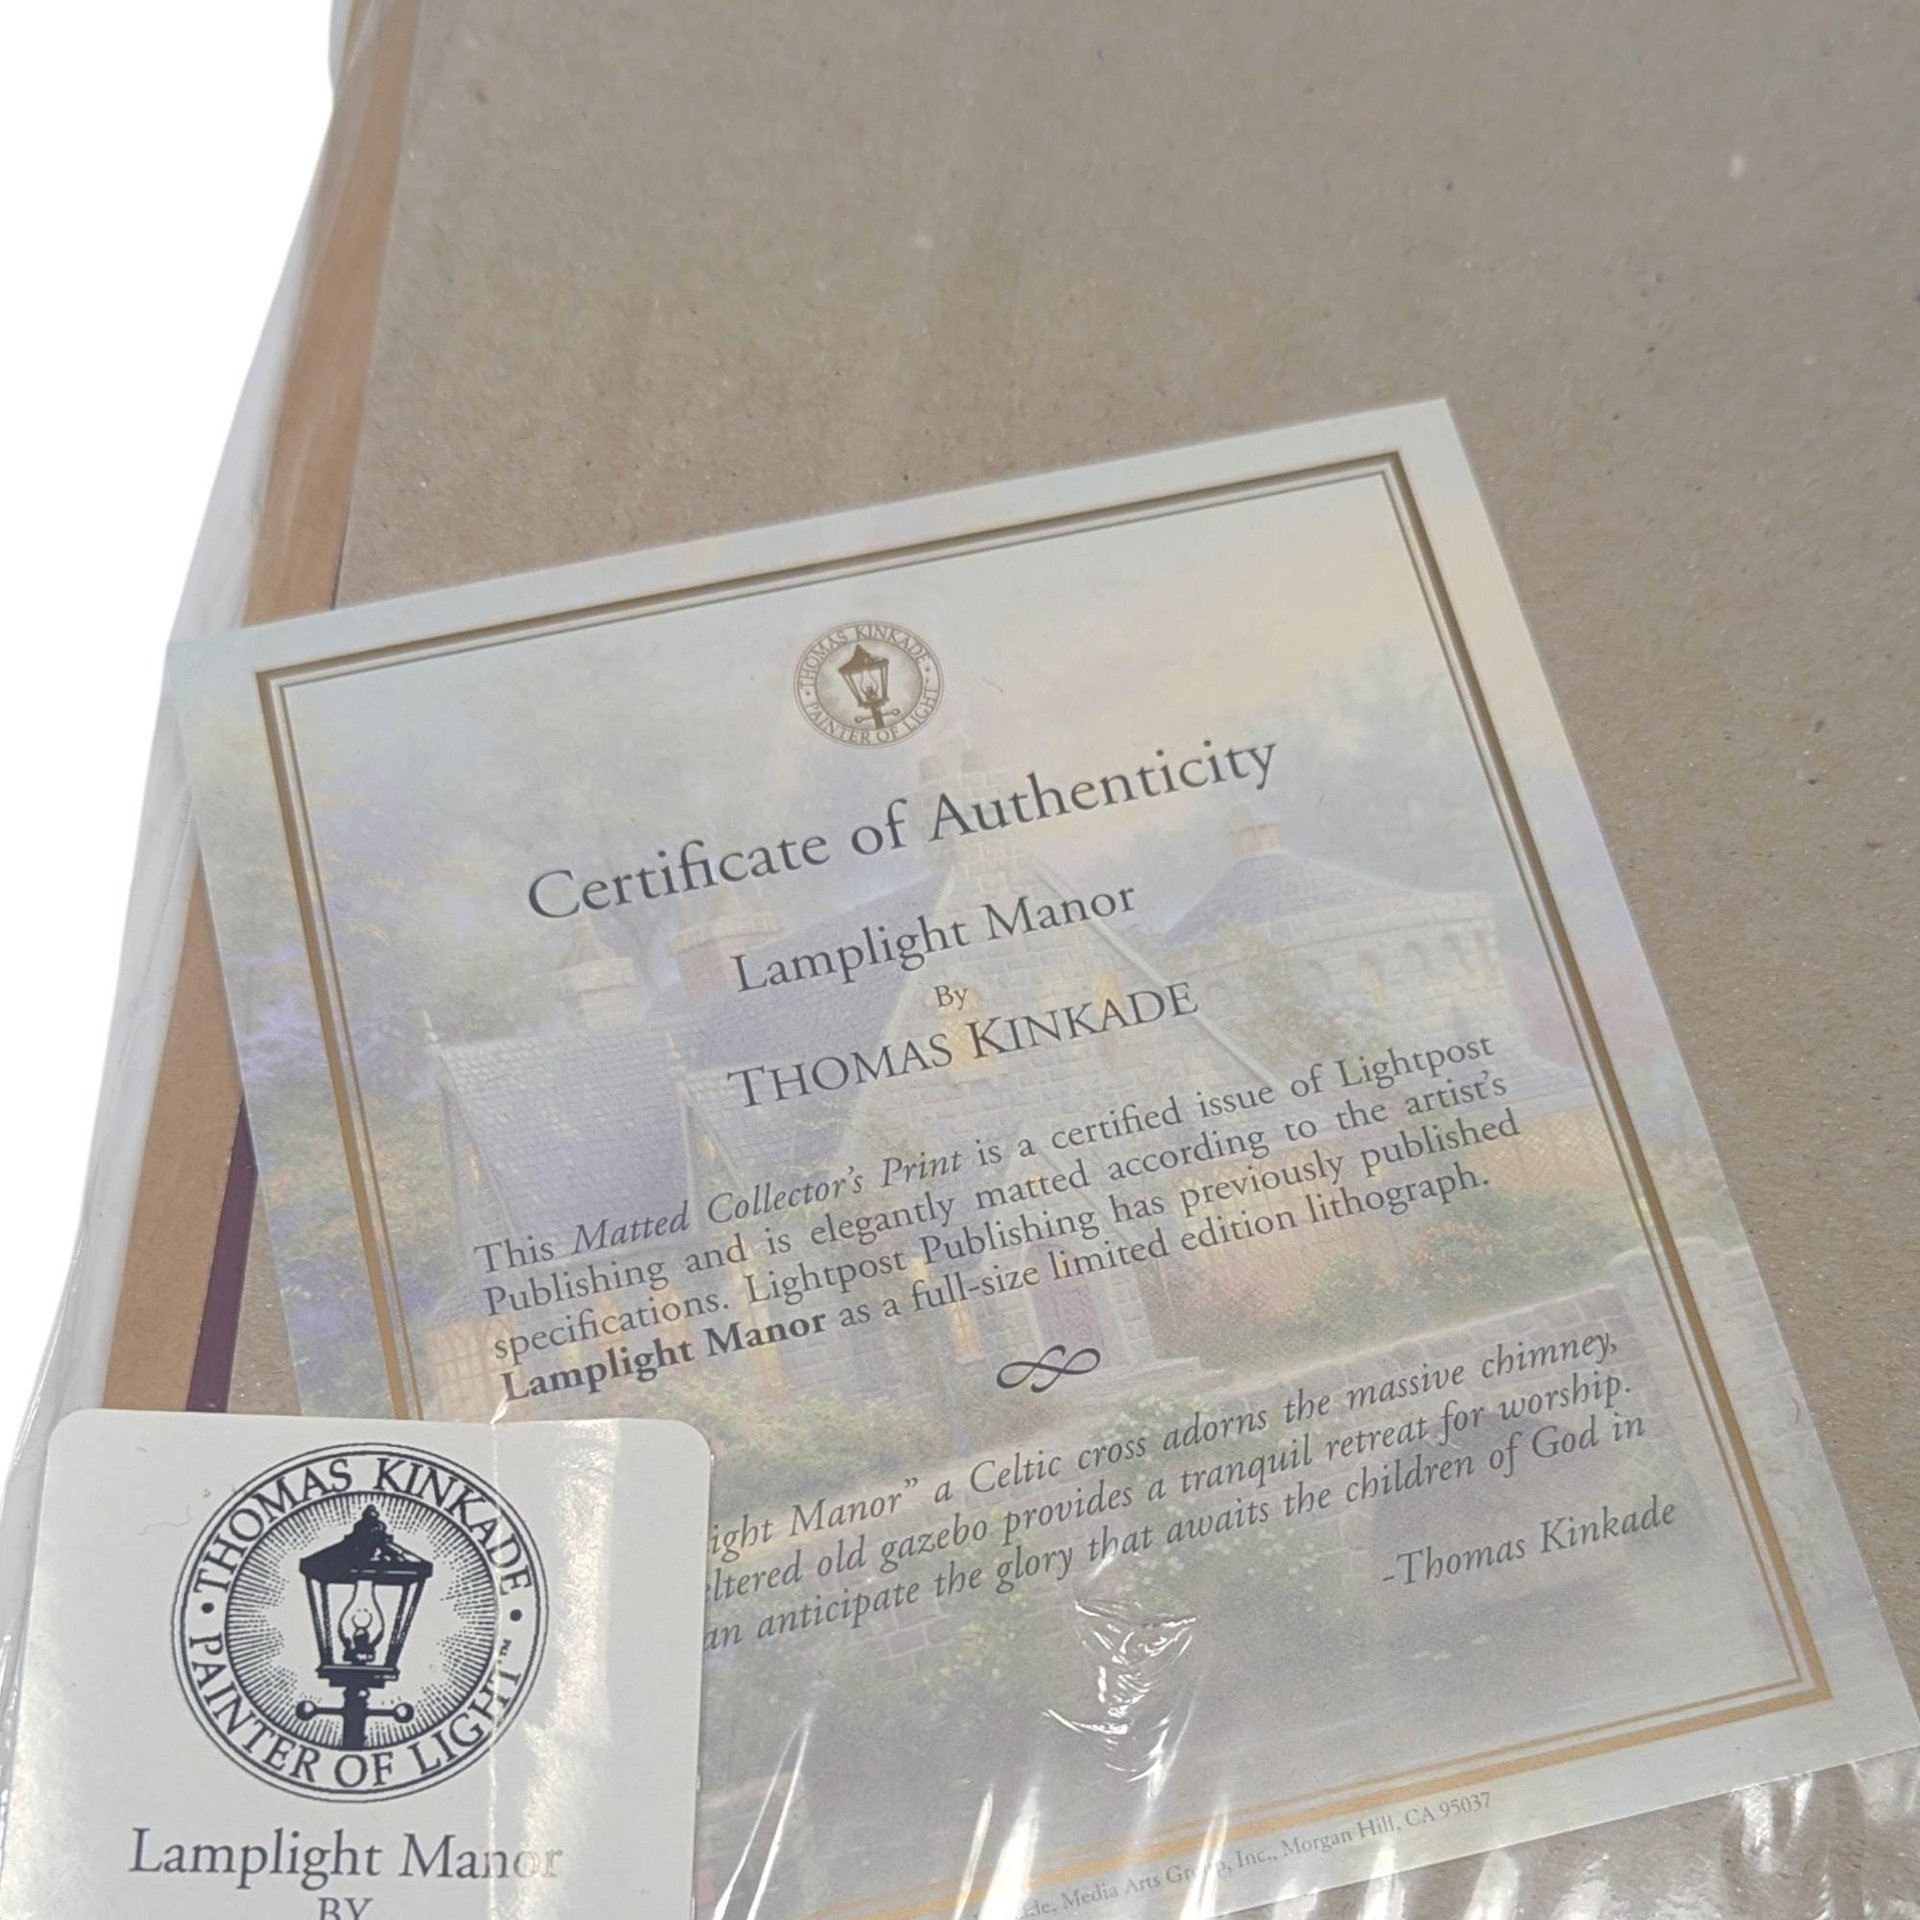 THOMAS KINKADE
PAINTER OF LIGHT
Certificate of Authenticity
Lamplight Manor
By
THOMAS KINKADE
This Matted Collector's Print is a certified issue of Lightpost
Publishing and is elegantly matted according to the artist's
specifications. Lightpost Publishing has previously published
Lamplight Manor as a full-size limited edition lithograph.
ight Manor” a Celtic cross adorns the massive chimney,
ltered old gazebo provides a tranquil retreat for worship.
an anticipate the glory that awaits the children of God in
-Thomas Kinkade
Media Arts Group, Inc., Morgan Hill, CA 95037
THOMAS KINKADE
PAINTER OF LIGHT™
Lamplight Manor
BY